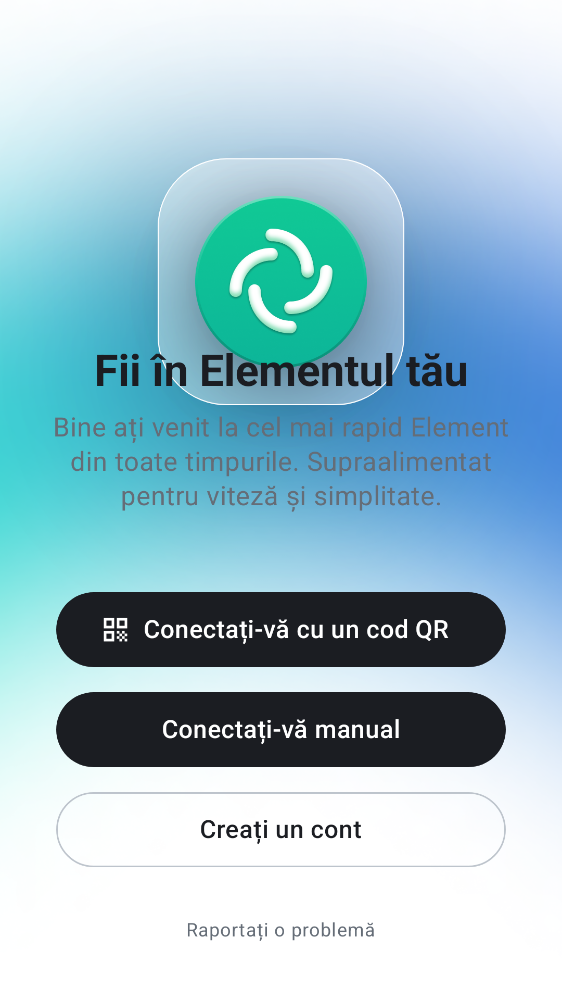 Fii în Elementul tău
Bine ați venit la cel mai rapid Element
din toate timpurile. Supraalimentat
pentru viteză și simplitate.
Conectați-vă cu un cod QR
Conectați-vă manual
Creați un cont
Raportați o problemă